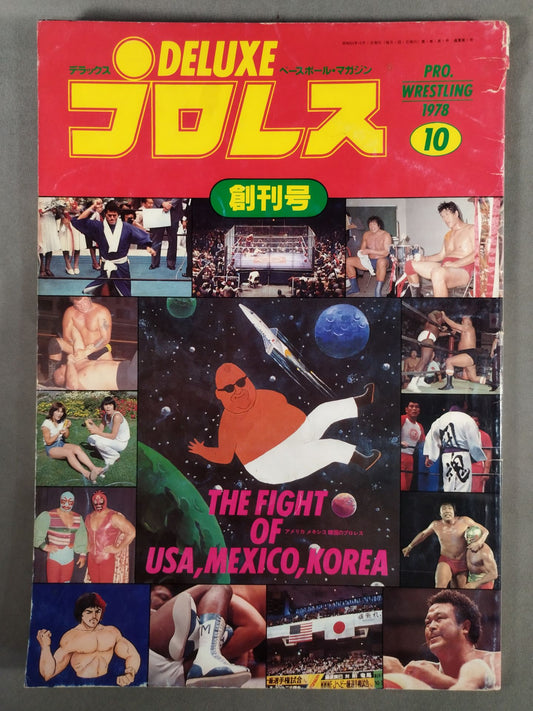 DELUXE
デラックス
ベースボール・マガジン
プロレス
PRO.
WRESTLING
1978
10
創刊号
闘魂
THE FIGHT
OF
アメリカ メキシコ 韓国のプロレス
USA, MEXICO, KOREA
M